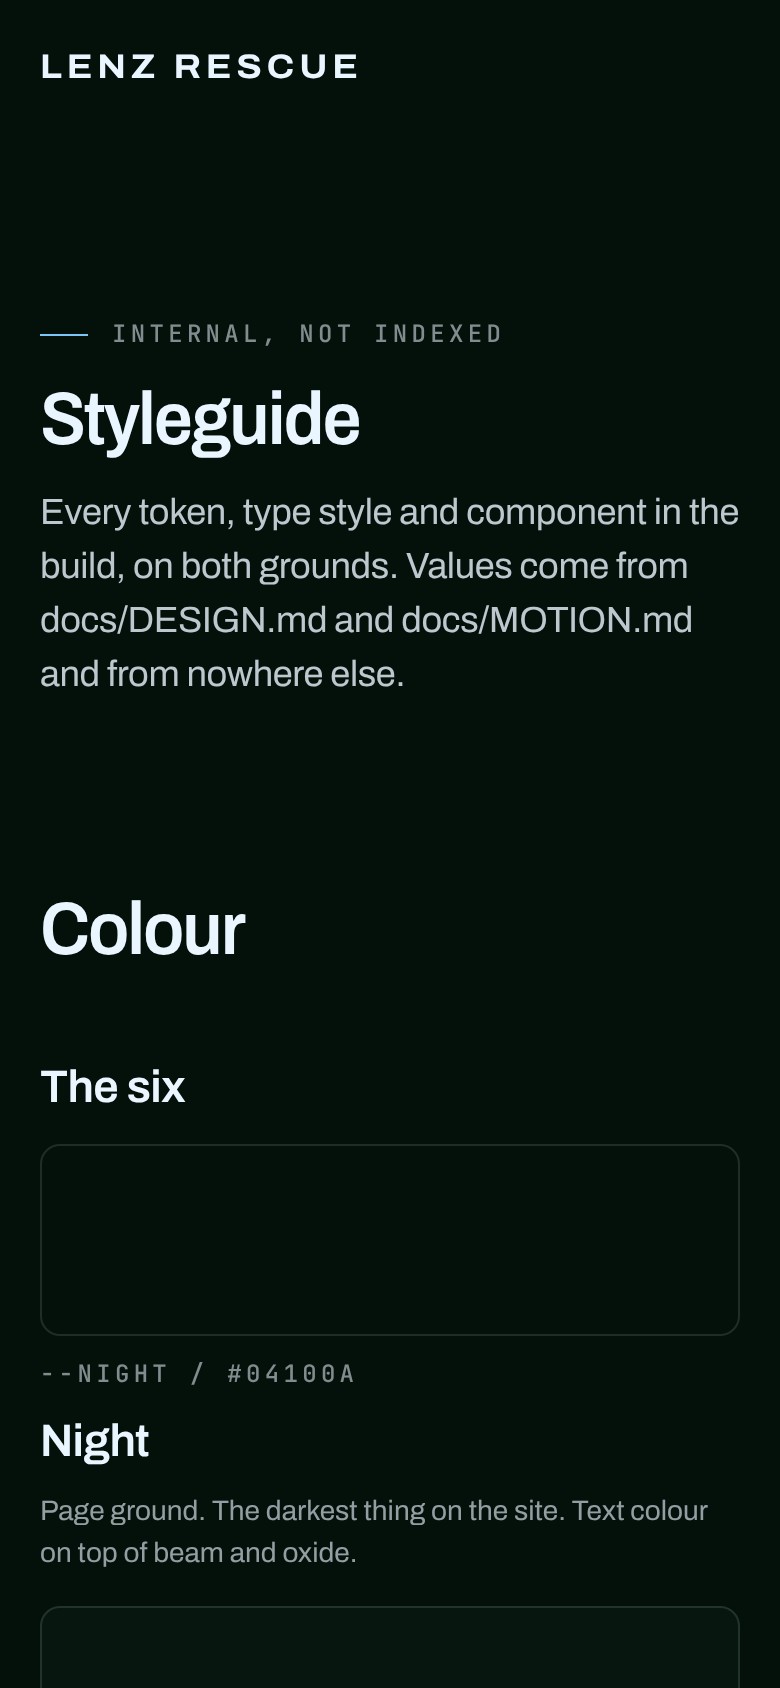 LENZ RESCUE
INTERNAL, NOT INDEXED
Styleguide
Every token, type style and component in the
build, on both grounds. Values come from
docs/DESIGN.md and docs/MOTION.md
and from nowhere else.
Colour
The six
--NIGHT / #04100A
Night
Page ground. The darkest thing on the site. Text colour
on top of beam and oxide.